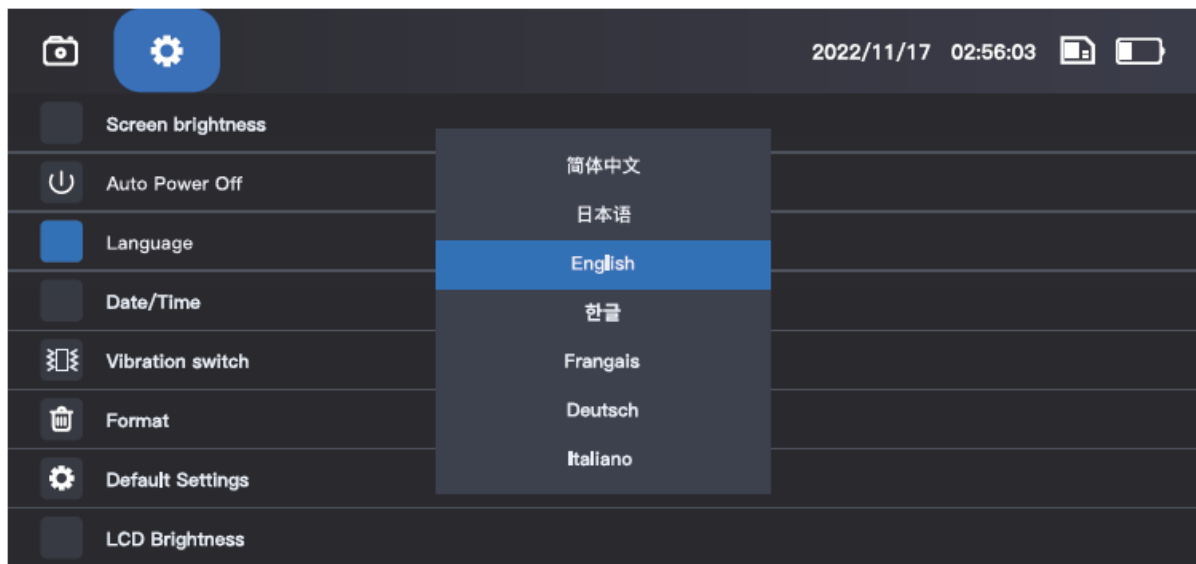 2022/11/17 02:56:03
Screen brightness
Auto Power Off
Language
Date/Time
Vibration switch
Format
Default Settings
LCD Brightness
简体中文
日本语
English
한글
Frangais
Deutsch
Italiano